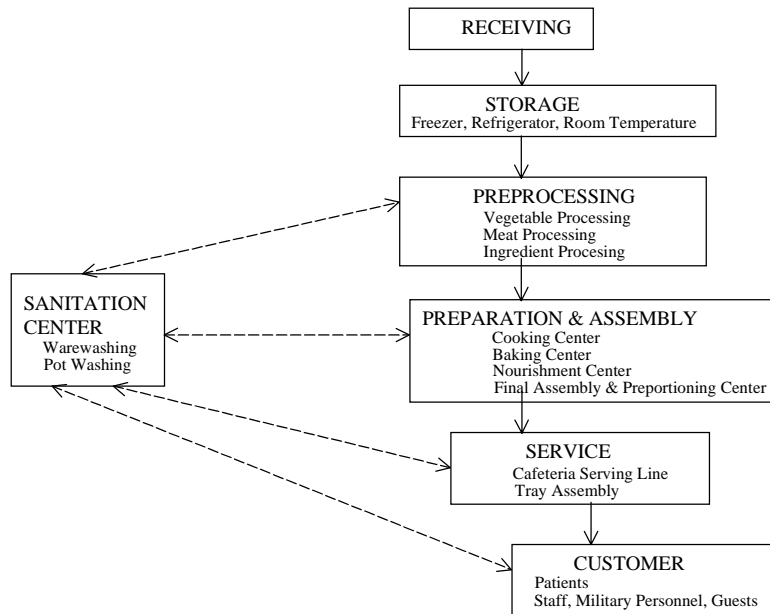 RECEIVING
STORAGE
Freezer, Refrigerator, Room Temperature
PREPROCESSING
Vegetable Processing
Meat Processing
Ingredient Procesing
SANITATION
CENTER
Warewashing
Pot Washing
PREPARATION & ASSEMBLY
Cooking Center
Baking Center
Nourishment Center
Final Assembly & Preportioning Center
SERVICE
Cafeteria Serving Line
Tray Assembly
CUSTOMER
Patients
Staff, Military Personnel, Guests